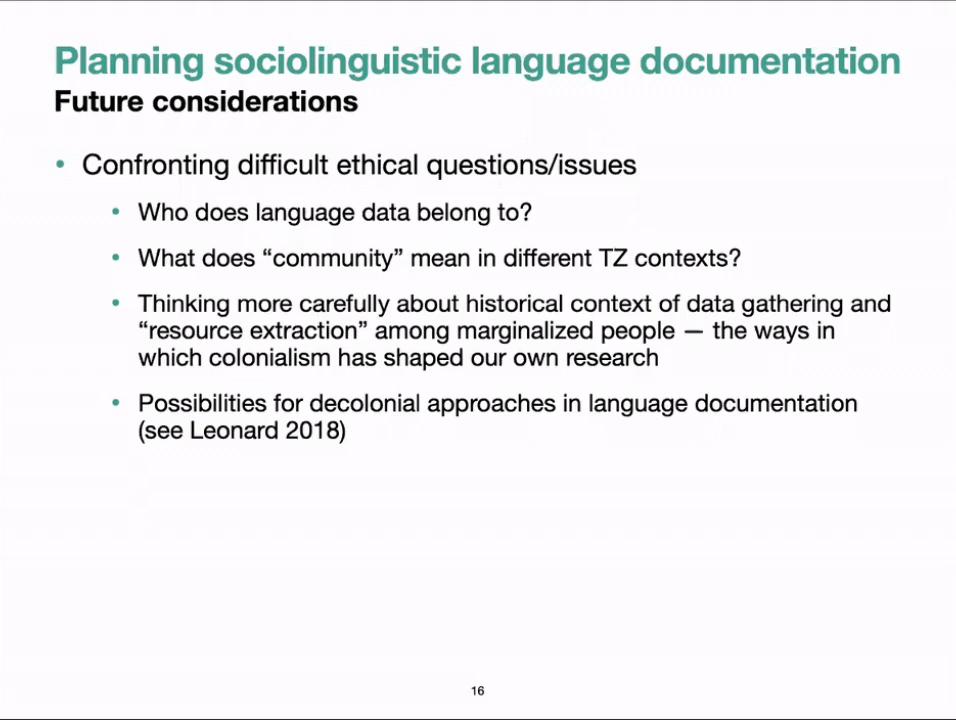 Planning sociolinguistic language documentation
Future considerations
• Confronting difficult ethical questions/issues
• Who does language data belong to?
• What does “community” mean in different TZ contexts?
• Thinking more carefully about historical context of data gathering and
“resource extraction” among marginalized people — the ways in
which colonialism has shaped our own research
• Possibilities for decolonial approaches in language documentation
(see Leonard 2018)
16